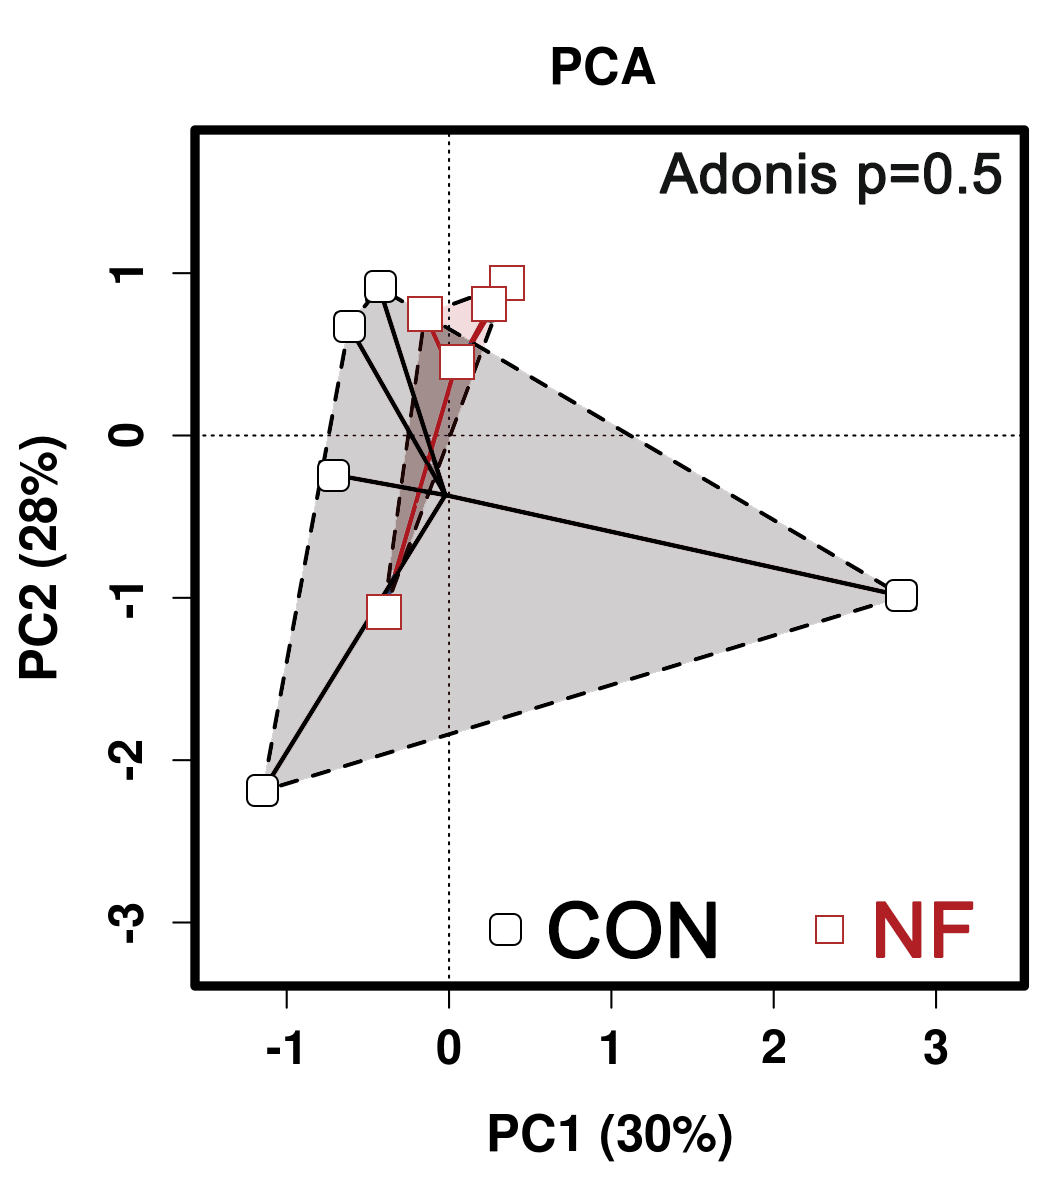 PCA
Adonis p=0.5
1
0
-1
-2
-3
PC2 (28%)
CON NF
-1 0 1 2 3
PC1 (30%)